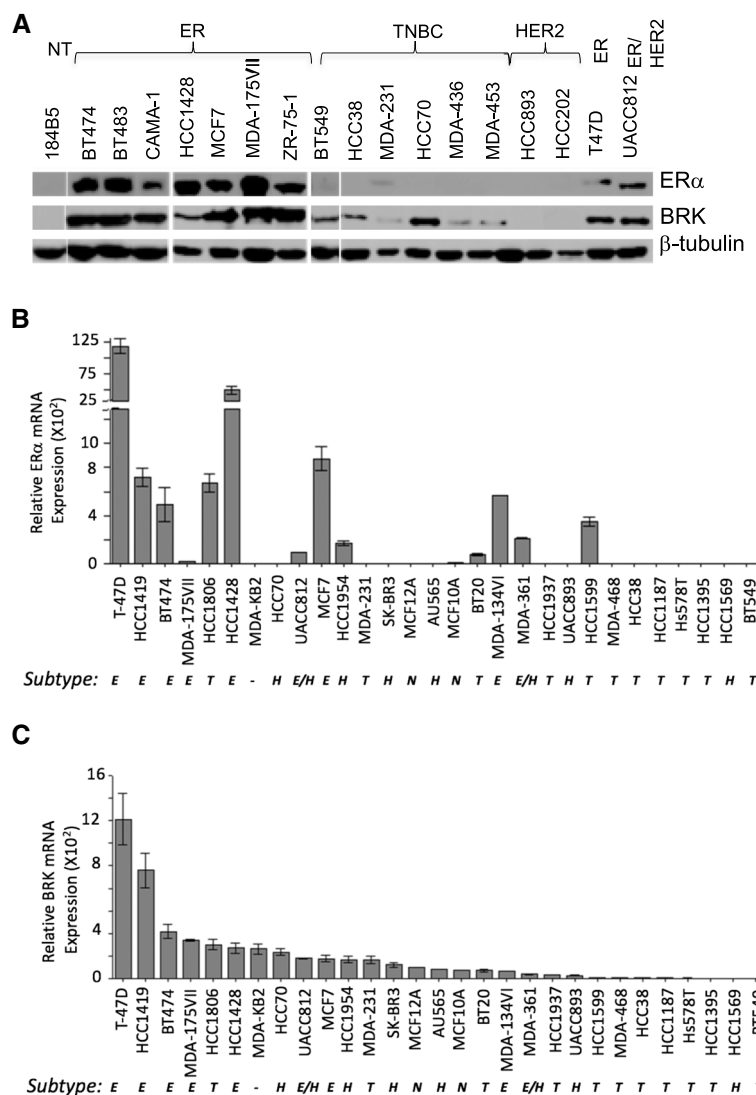 A
NT
ER
TNBC
HER2
ER
ER/
HER2
184B5
BT474
BT483
CAMA-1
HCC1428
MCF7
MDA-175VII
ZR-75-1
BT549
HCC38
MDA-231
HCC70
MDA-436
MDA-453
HCC893
HCC202
T47D
UACC812
ERα
BRK
β-tubulin
B
Relative ERα mRNA
Expression (X10²)
125
75
25
10
8
4
0
T-47D
HCC1419
BT474
MDA-175VII
HCC1806
HCC1428
MDA-KB2
HCC70
UACC812
MCF7
HCC1954
MDA-231
SK-BR3
MCF12A
AU565
MCF10A
BT20
MDA-134VI
MDA-361
HCC1937
UACC893
HCC1599
MDA-468
HCC38
HCC1187
Hs578T
HCC1395
HCC1569
BT549
Subtype: E E E E T E - H E/H E H T H N H N T E E/H T H T T T T T T H T
C
Relative BRK mRNA
Expression (X10²)
16
12
8
4
0
T-47D
HCC1419
BT474
MDA-175VII
HCC1806
HCC1428
MDA-KB2
HCC70
UACC812
MCF7
HCC1954
MDA-231
SK-BR3
MCF12A
AU565
MCF10A
BT20
MDA-134VI
MDA-361
HCC1937
UACC893
HCC1599
MDA-468
HCC38
HCC1187
Hs578T
HCC1395
HCC1569
BT549
Subtype: E E E E T E - H E/H E H T H N H N T E E/H T H T T T T T T H